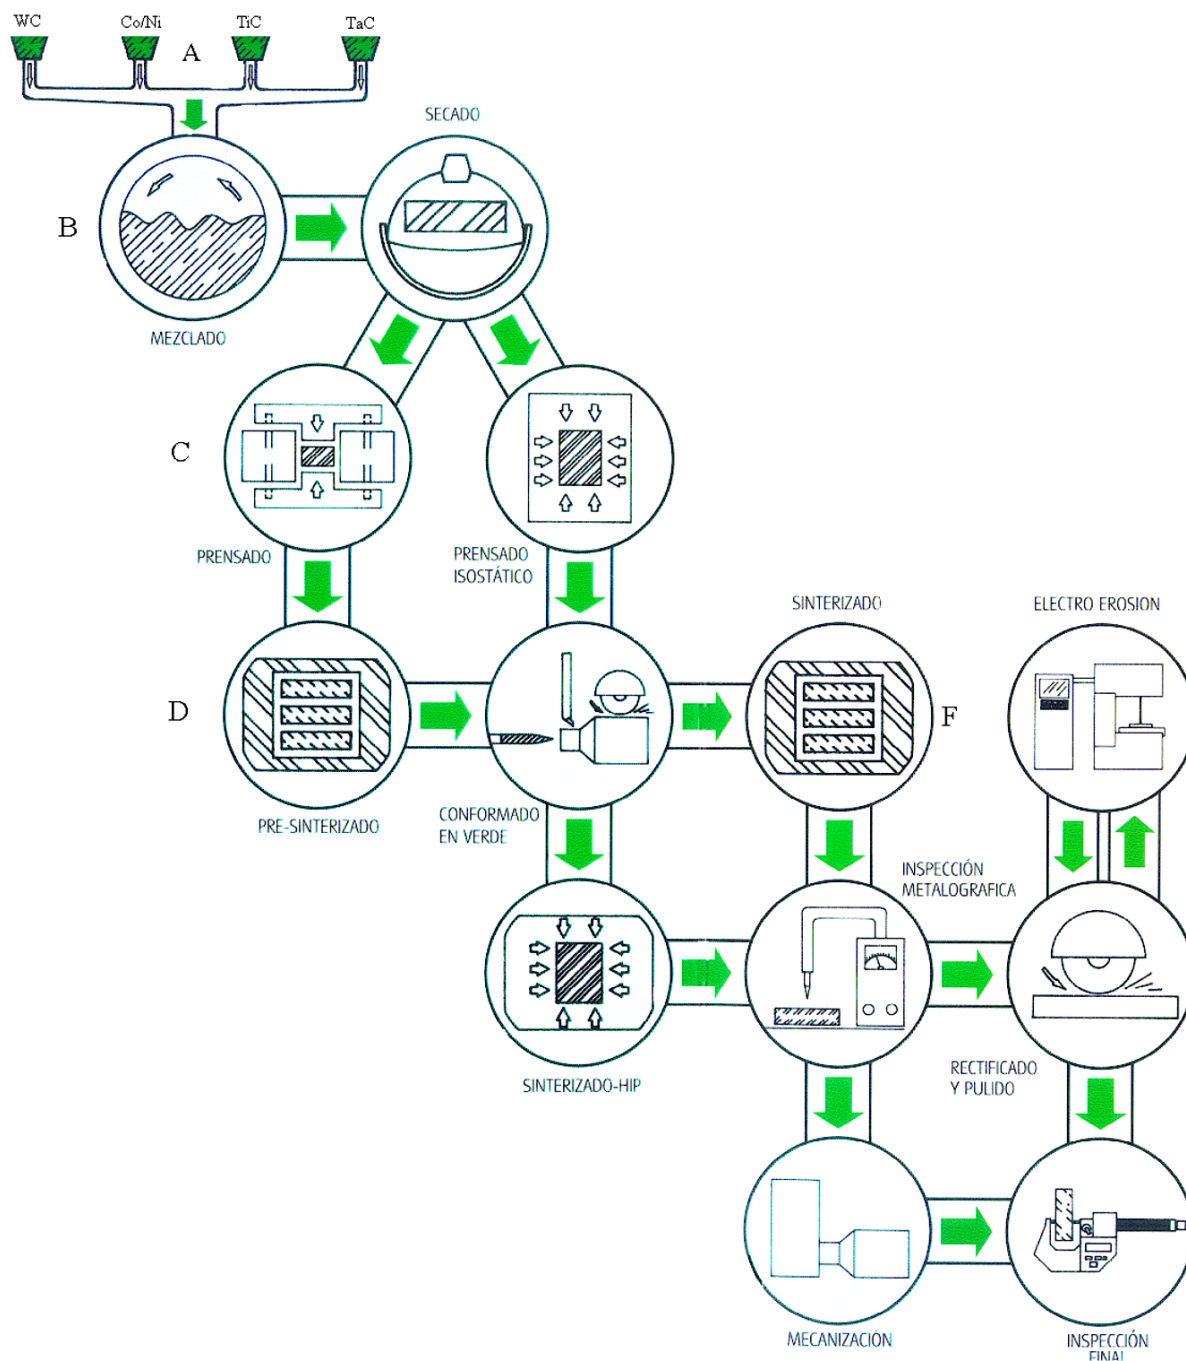 WC
Co/Ni
TiC
TaC
A
SECADO
B
MEZCLADO
C
PRENSADO
PRENSADO
ISOSTÁTICO
SINTERIZADO
ELECTRO EROSION
D
F
PRE-SINTERIZADO
CONFORMADO
EN VERDE
INSPECCIÓN
METALOGRAFICA
SINTERIZADO-HIP
RECTIFICADO
Y PULIDO
MECANIZACIÓN
INSPECCIÓN
FINAL